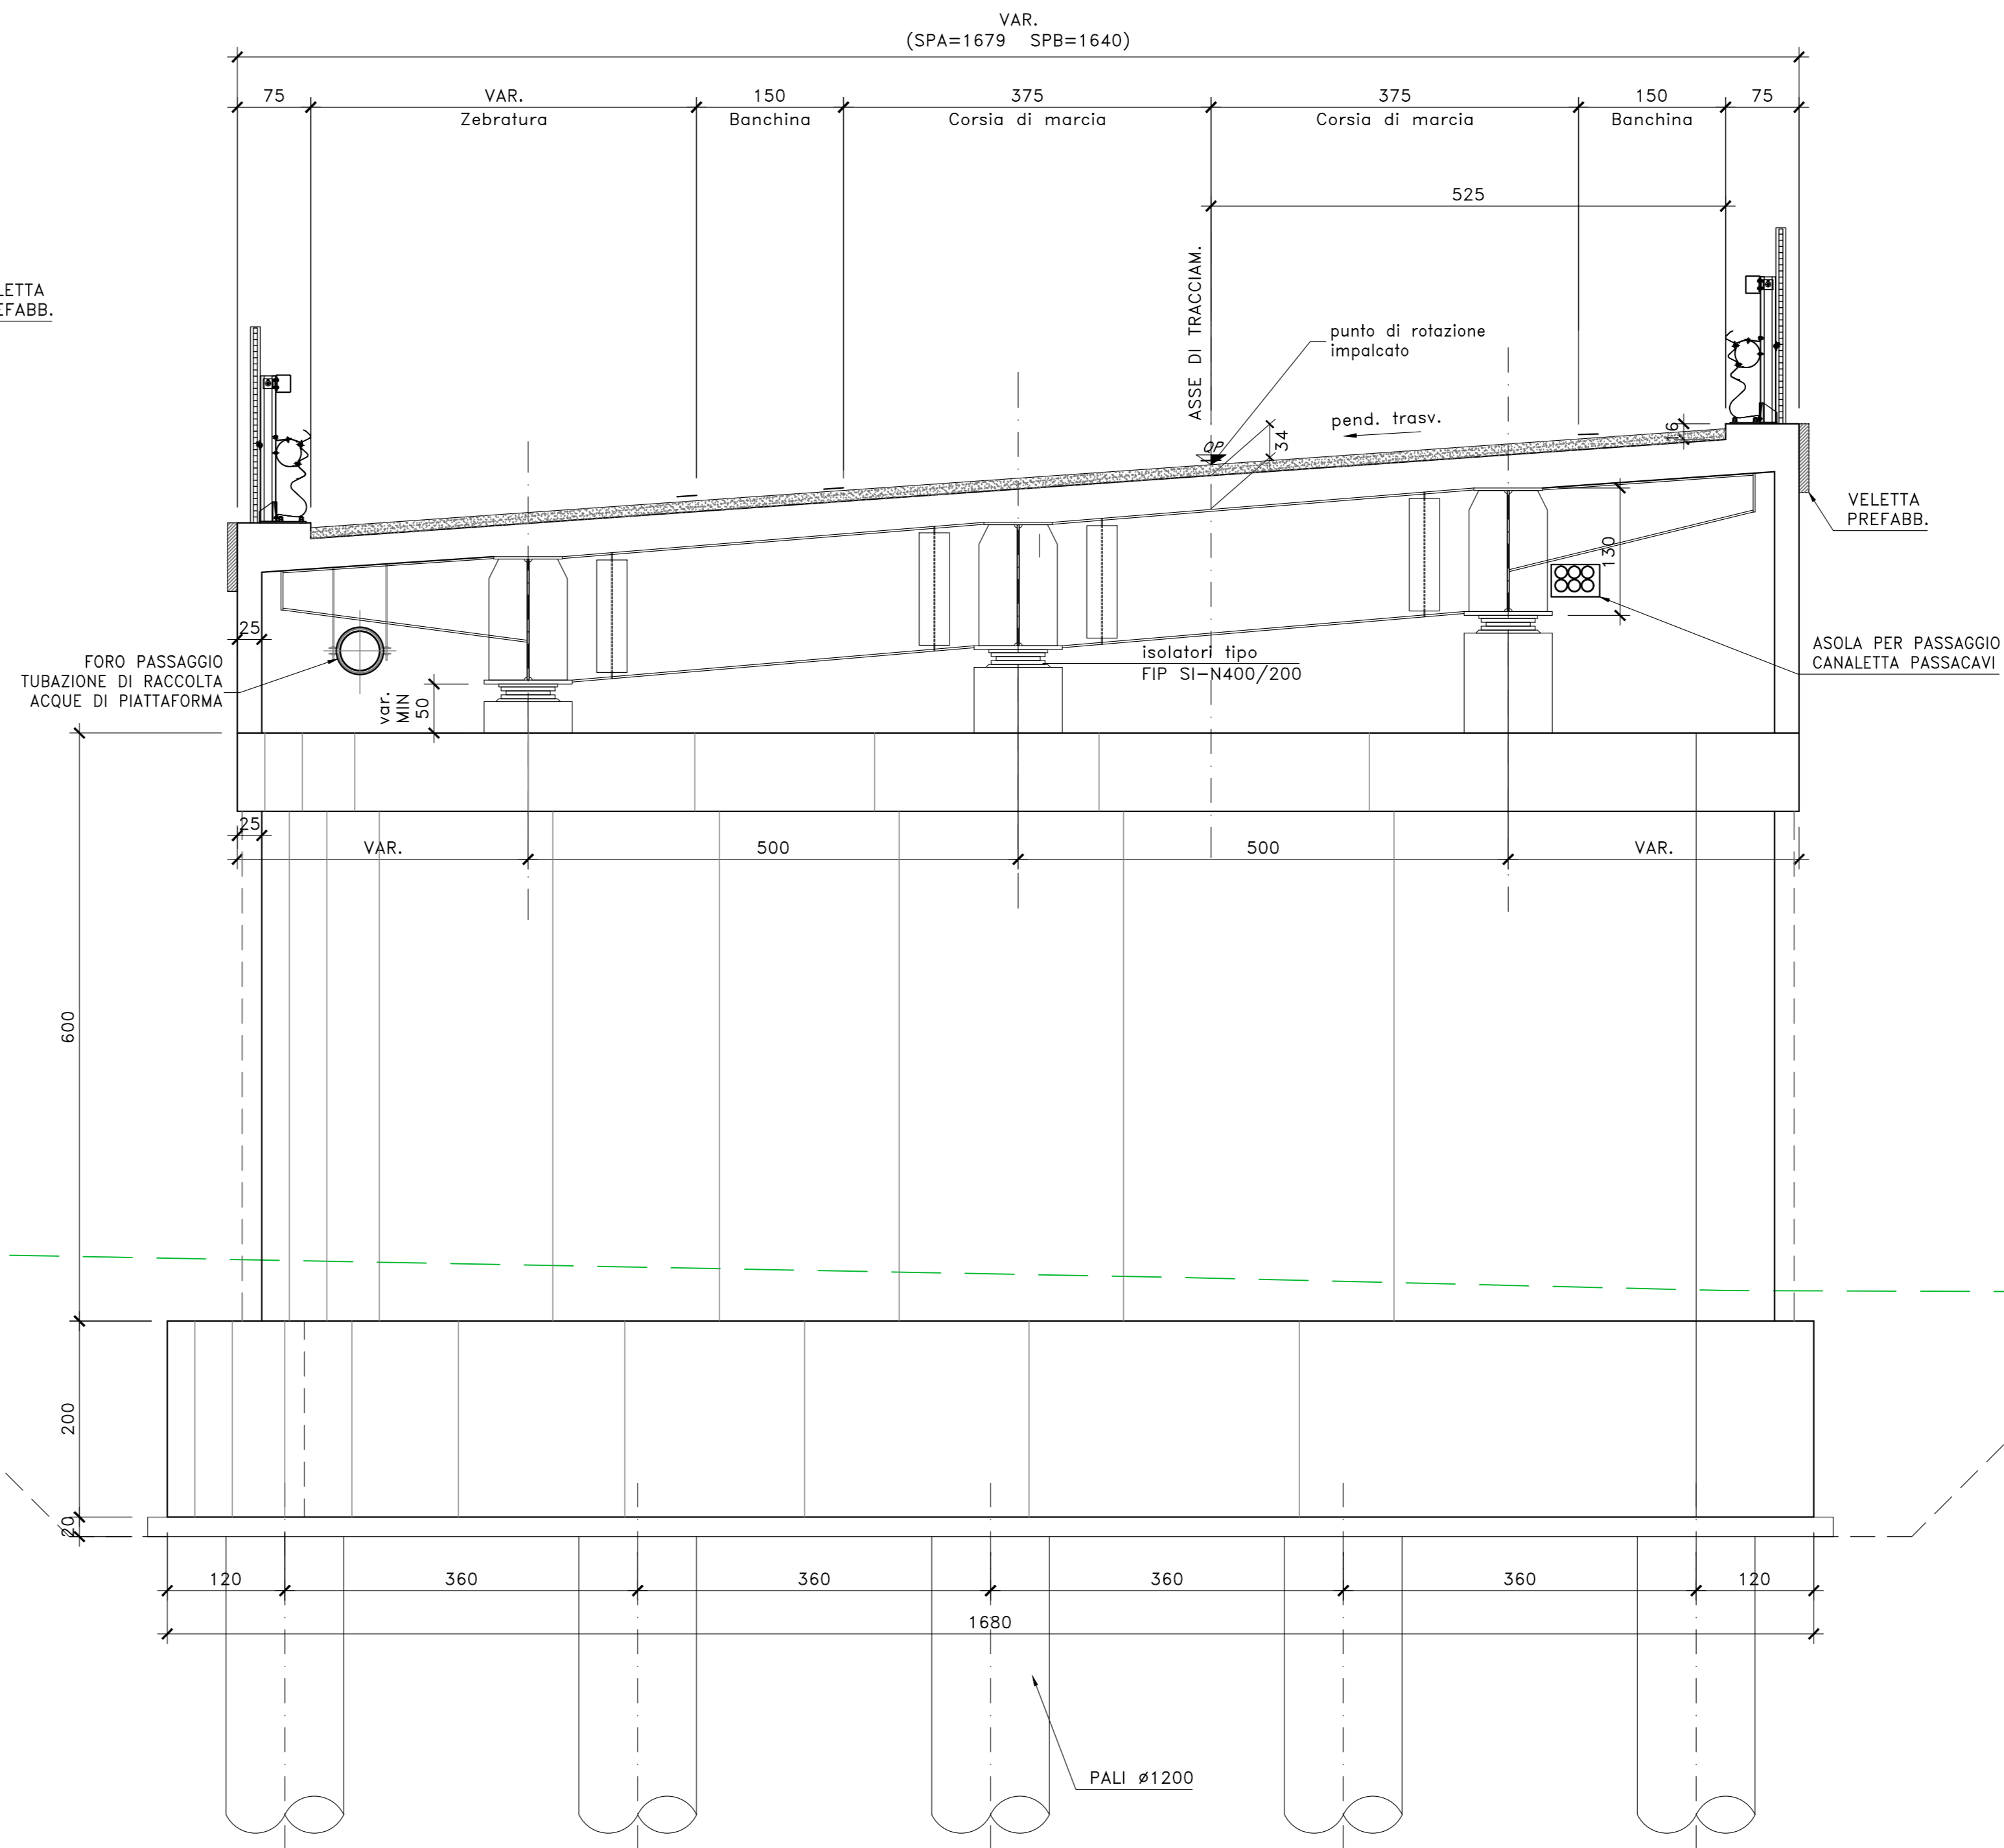 VAR.
(SPA=1679 SPB=1640)
75 VAR. 150 375 375 150 75
Zebratura Banchina Corsia di marcia Corsia di marcia Banchina
525
ASSE DI TRACCIAM.
LETTA
EFABB.
punto di rotazione
impalcato
pend. trasv.
QP
34
16
VELETTA
PREFABB.
130
25
FORO PASSAGGIO
TUBAZIONE DI RACCOLTA
ACQUE DI PIATTAFORMA
var.
MIN
50
isolatori tipo
FIP SI-N400/200
ASOLA PER PASSAGGIO
CANALETTA PASSACAVI
25
VAR. 500 500 VAR.
600
200
20
120 360 360 360 360 120
1680
PALI ø1200